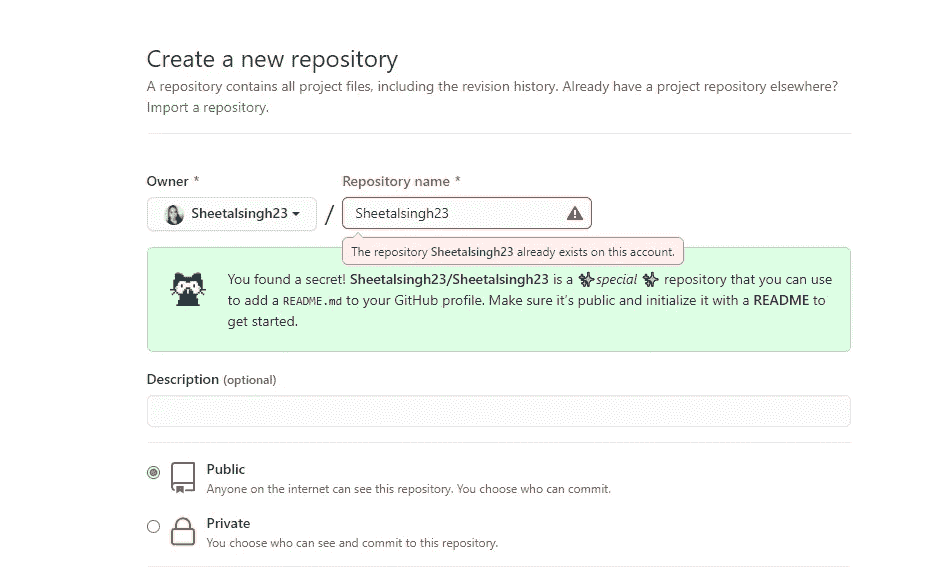 Create a new repository
A repository contains all project files, including the revision history. Already have a project repository elsewhere?
Import a repository.
Owner * Repository name *
Sheetalsingh23 / Sheetalsingh23
The repository Sheetalsingh23 already exists on this account.
You found a secret! Sheetalsingh23/Sheetalsingh23 is a ✨special ✨ repository that you can use
to add a README.md to your GitHub profile. Make sure it's public and initialize it with a README to
get started.
Description (optional)
Public
Anyone on the internet can see this repository. You choose who can commit.
Private
You choose who can see and commit to this repository.